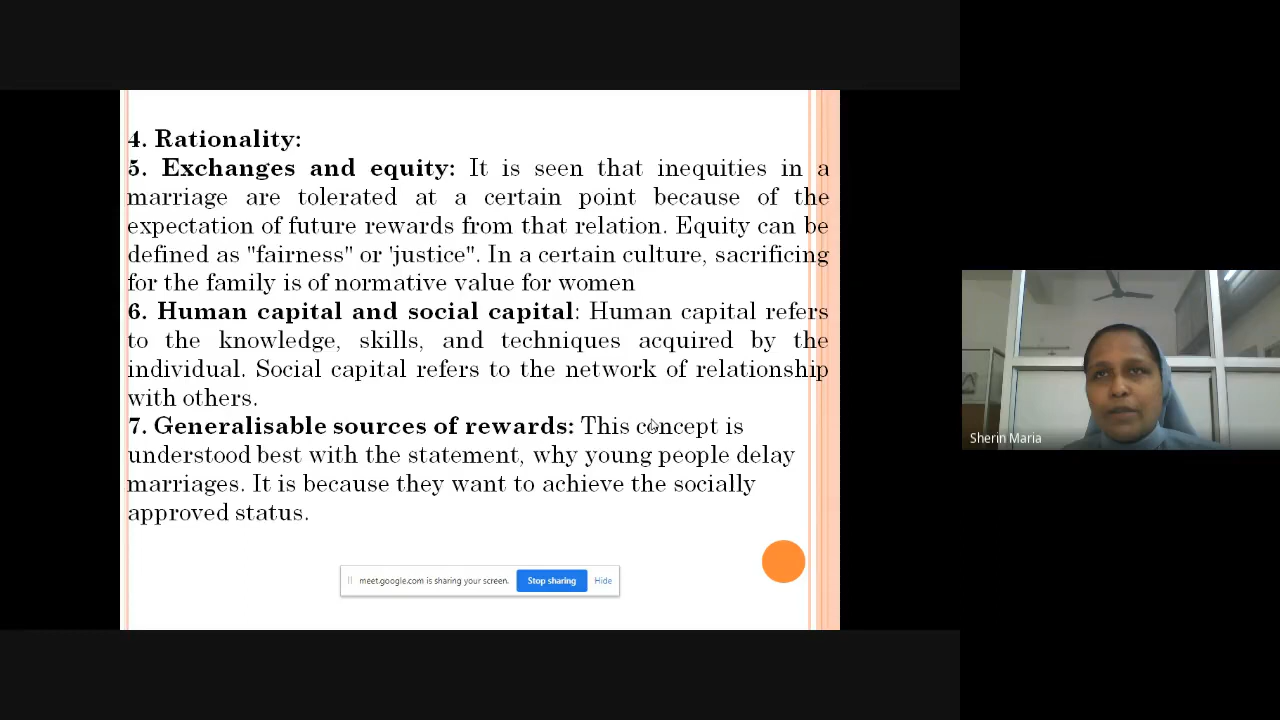 4. Rationality:
5. Exchanges and equity: It is seen that inequities in a
marriage are tolerated at a certain point because of the
expectation of future rewards from that relation. Equity can be
defined as "fairness" or 'justice". In a certain culture, sacrificing
for the family is of normative value for women
6. Human capital and social capital: Human capital refers
to the knowledge, skills, and techniques acquired by the
individual. Social capital refers to the network of relationship
with others.
7. Generalisable sources of rewards: This concept is
understood best with the statement, why young people delay
marriages. It is because they want to achieve the socially
approved status.
meet.google.com is sharing your screen. Stop sharing Hide
Sherin Maria